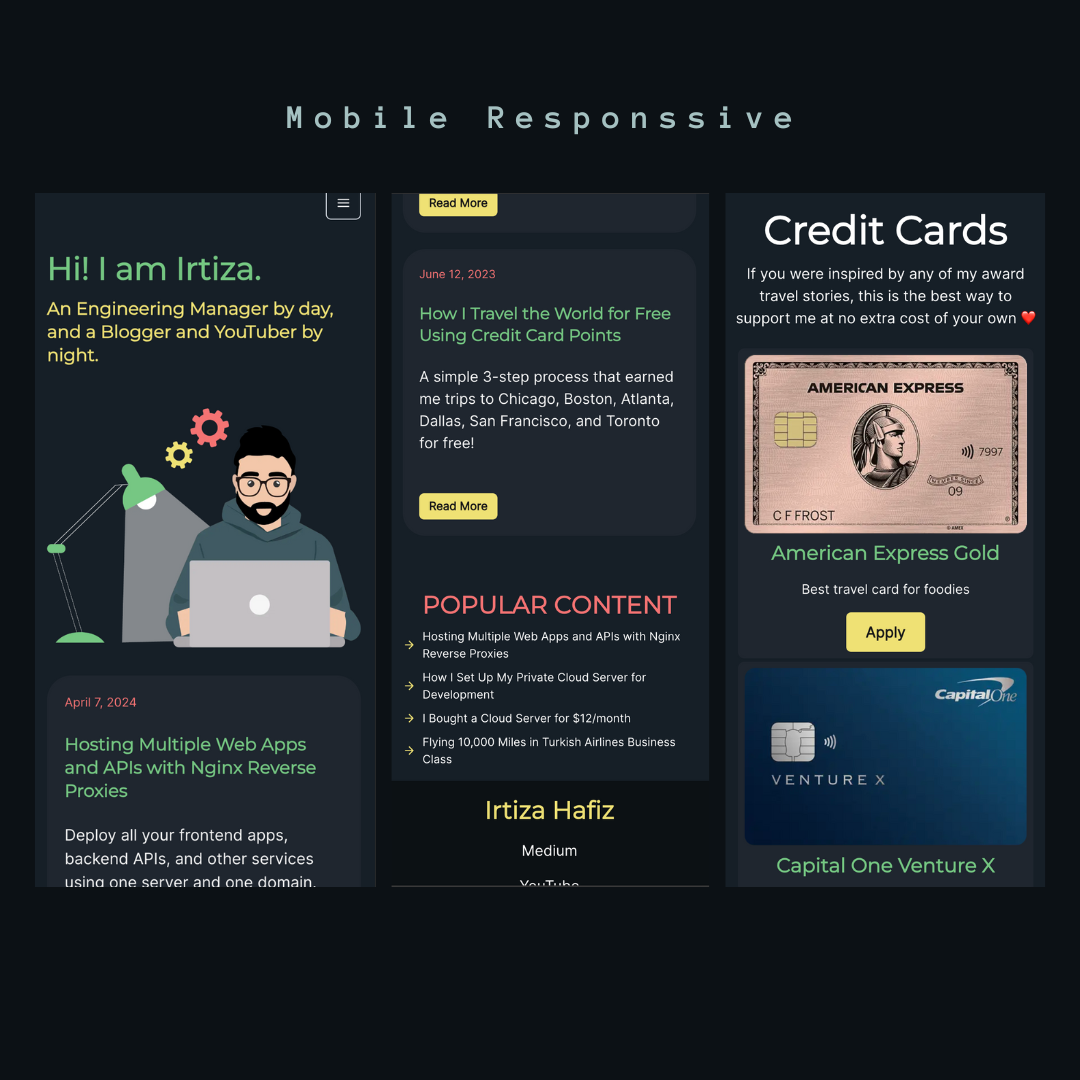 Mobile Responssive
Hi! I am Irtiza.
An Engineering Manager by day,
and a Blogger and YouTuber by
night.
April 7, 2024
Hosting Multiple Web Apps
and APIs with Nginx Reverse
Proxies
Deploy all your frontend apps,
backend APIs, and other services
using one server and one domain.
Read More
June 12, 2023
How I Travel the World for Free
Using Credit Card Points
A simple 3-step process that earned
me trips to Chicago, Boston, Atlanta,
Dallas, San Francisco, and Toronto
for free!
Read More
POPULAR CONTENT
→ Hosting Multiple Web Apps and APIs with Nginx
Reverse Proxies
→ How I Set Up My Private Cloud Server for
Development
→ I Bought a Cloud Server for $12/month
→ Flying 10,000 Miles in Turkish Airlines Business
Class
Irtiza Hafiz
Medium
YouTube
Credit Cards
If you were inspired by any of my award
travel stories, this is the best way to
support me at no extra cost of your own ❤️
AMERICAN EXPRESS
7997
MEMBER SINCE
09
C F FROST
® 
© AMEX
American Express Gold
Best travel card for foodies
Apply
Capital One
VENTURE X
Capital One Venture X